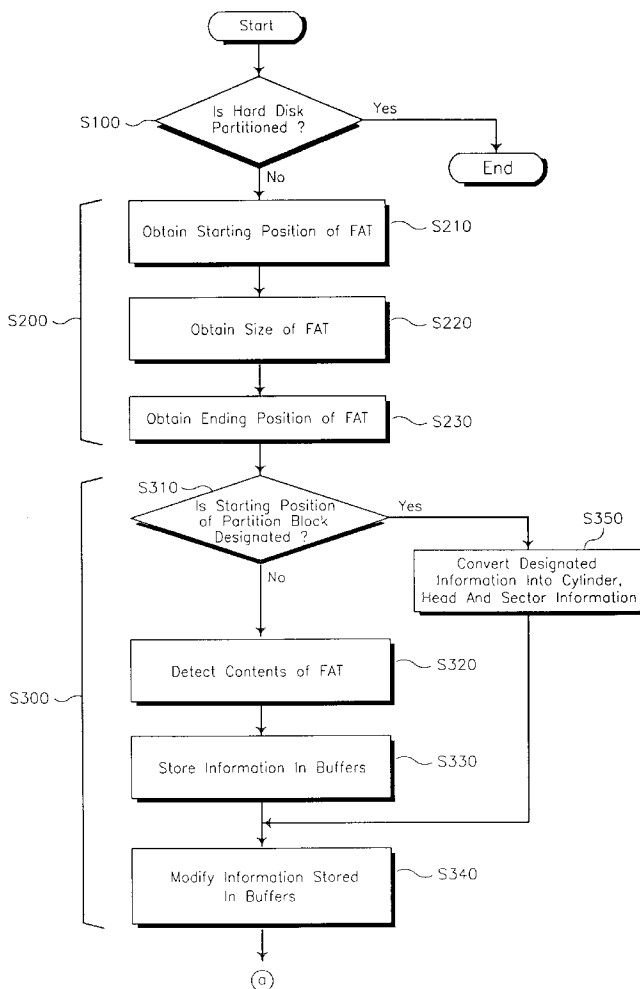 Start
S100
Is Hard Disk
Partitioned ?
Yes
End
No
S200
Obtain Starting Position of FAT
S210
Obtain Size of FAT
S220
Obtain Ending Position of FAT
S230
S300
S310
Is Starting Position
of Partition Block
Designated ?
Yes
S350
Convert Designated
Information Into Cylinder,
Head And Sector Information
No
Detect Contents of FAT
S320
Store Information In Buffers
S330
Modify Information Stored
In Buffers
S340
a